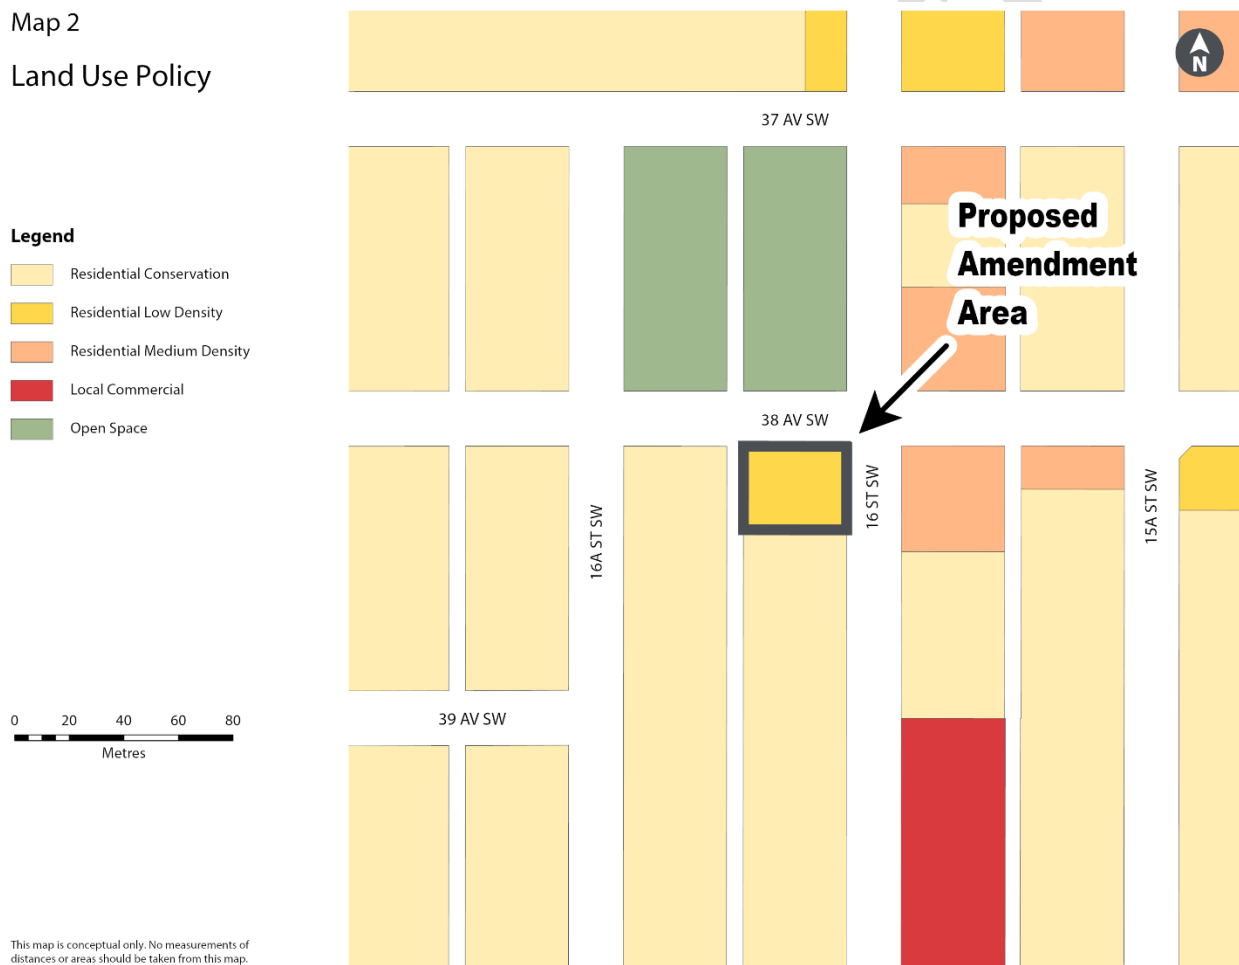 Map 2
Land Use Policy
N
37 AV SW
Legend
Residential Conservation
Residential Low Density
Residential Medium Density
Local Commercial
Open Space
Proposed
Amendment
Area
38 AV SW
16A ST SW
16 ST SW
15A ST SW
39 AV SW
0 20 40 60 80
Metres
This map is conceptual only. No measurements of
distances or areas should be taken from this map.